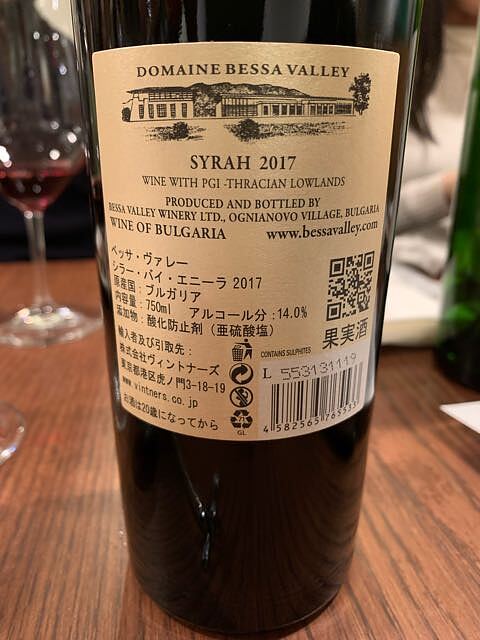 DOMAINE BESSA VALLEY
SYRAH 2017
WINE WITH PGI -THRACIAN LOWLANDS
PRODUCED AND BOTTLED BY
BESSA VALLEY WINERY LTD., OGNIANOVO VILLAGE, BULGARIA
WINE OF BULGARIA www.bessavalley.com
ベッサ・ヴァレー
シラー・バイ・エニーラ 2017
原産国：ブルガリア
内容量：750ml アルコール分：14.0%
添加物：酸化防止剤（亜硫酸塩）
果実酒
輸入者及び引取先：
株式会社ヴィントナーズ
東京都港区虎ノ門3-18-19
www.vintners.co.jp
お酒は20歳になってから
CONTAINS SULPHITES
L 553131119
71
GL
4 582565 765555